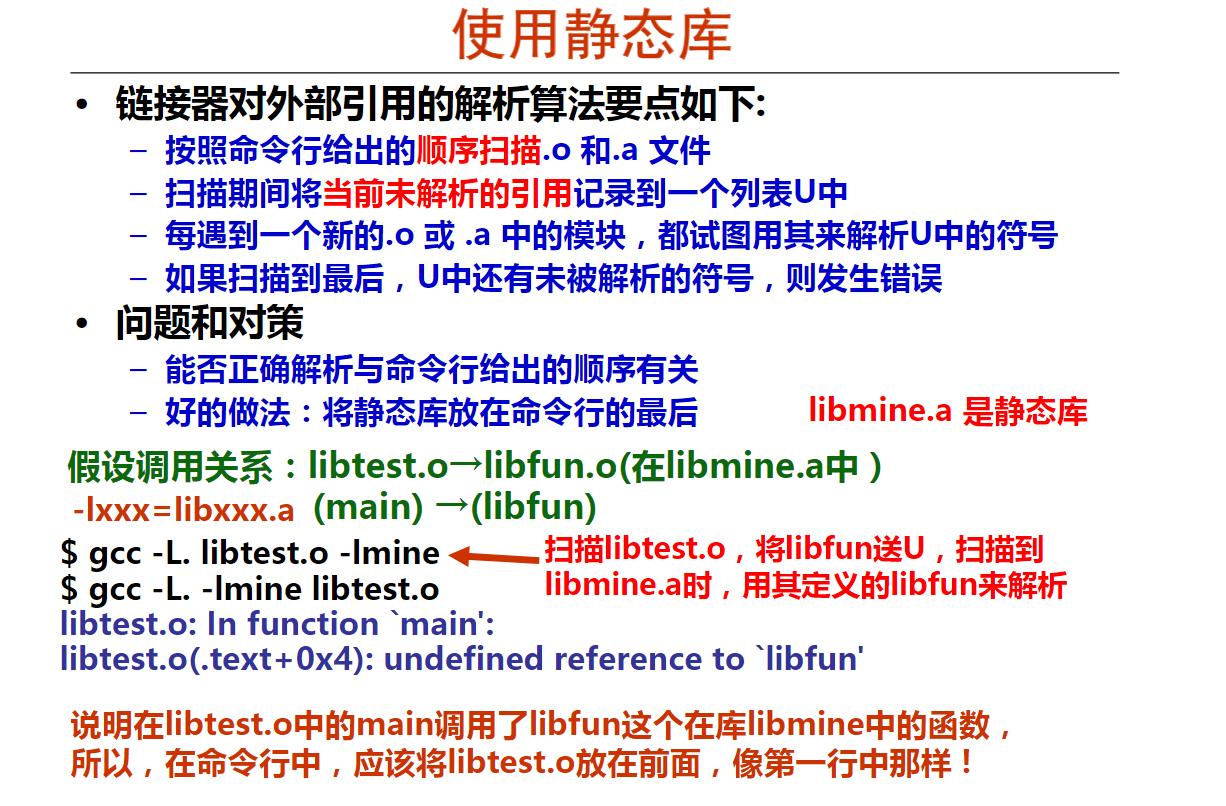 使用静态库
• 链接器对外部引用的解析算法要点如下:
– 按照命令行给出的顺序扫描.o 和.a 文件
– 扫描期间将当前未解析的引用记录到一个列表U中
– 每遇到一个新的.o 或 .a 中的模块，都试图用其来解析U中的符号
– 如果扫描到最后，U中还有未被解析的符号，则发生错误
• 问题和对策
– 能否正确解析与命令行给出的顺序有关
– 好的做法：将静态库放在命令行的最后
libmine.a 是静态库
假设调用关系：libtest.o→libfun.o(在libmine.a中）
-lxxx=libxxx.a (main) →(libfun)
$ gcc -L. libtest.o -lmine
扫描libtest.o，将libfun送U，扫描到
libmine.a时，用其定义的libfun来解析
$ gcc -L. -lmine libtest.o
libtest.o: In function `main':
libtest.o(.text+0x4): undefined reference to `libfun'
说明在libtest.o中的main调用了libfun这个在库libmine中的函数，
所以，在命令行中，应该将libtest.o放在前面，像第一行中那样！